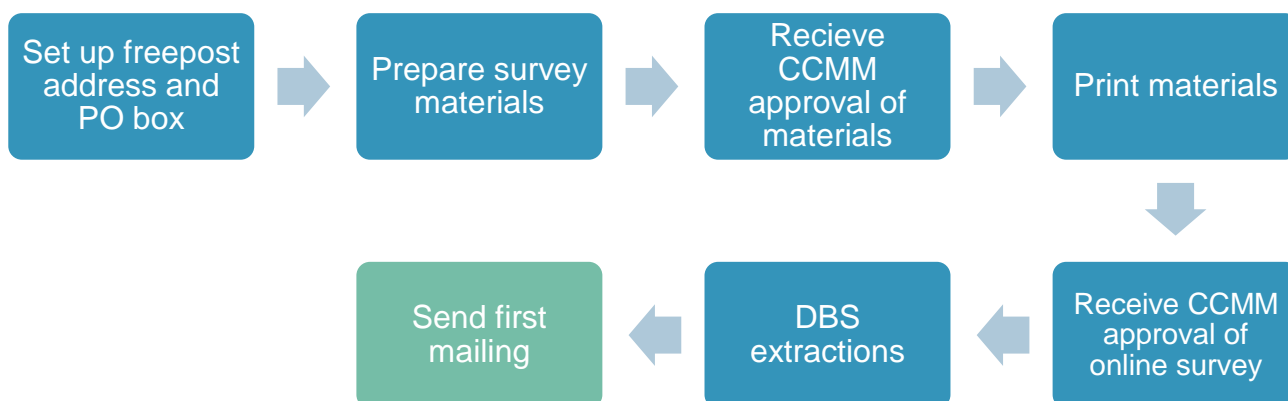 Set up freepost
address and
PO box
Prepare survey
materials
Recieve
CCMM
approval of
materials
Print materials
Receive CCMM
approval of
online survey
DBS
extractions
Send first
mailing